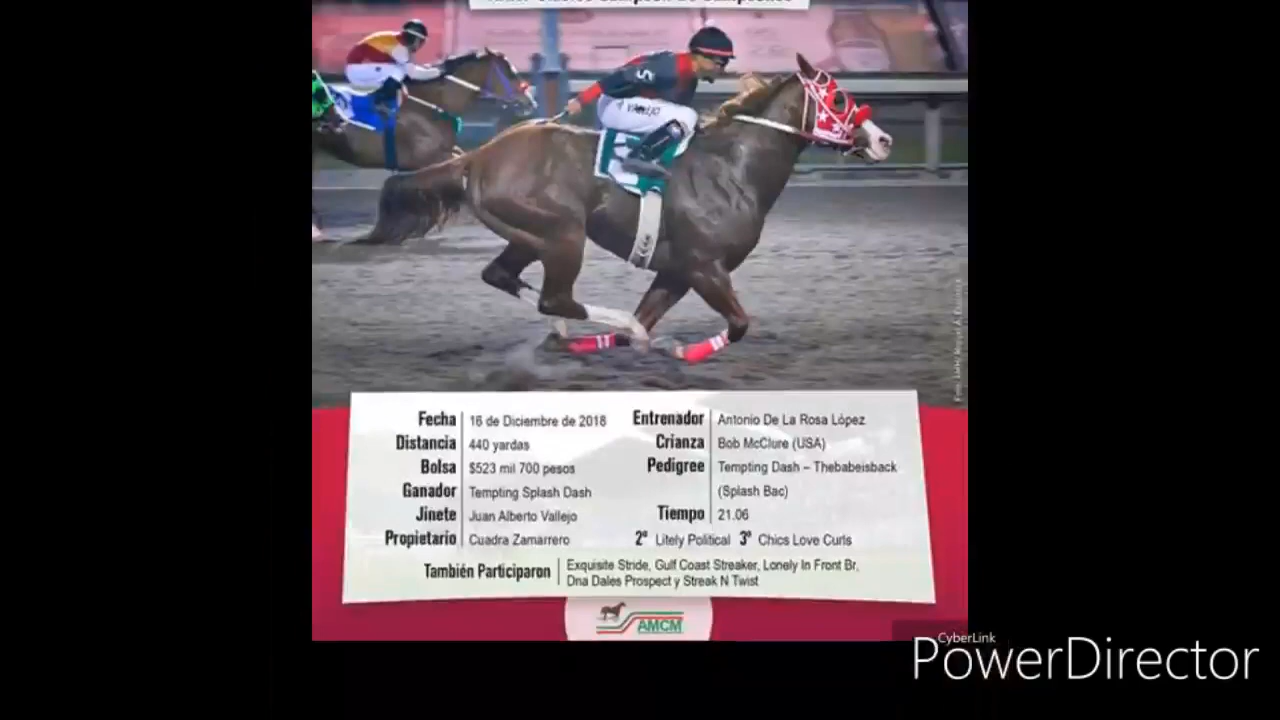 S
VALLEJO
Fecha 16 de Diciembre de 2018
Distancia 440 yardas
Bolsa $523 mil 700 pesos
Ganador Tempting Splash Dash
Jinete Juan Alberto Vallejo
Propietario Cuadra Zamarrero
Entrenador Antonio De La Rosa López
Crianza Bob McClure (USA)
Pedigree Tempting Dash – Thebabeisback
(Splash Bac)
Tiempo 21.06
2º Litely Political 3º Chics Love Curls
También Participaron Exquisite Stride, Gulf Coast Streaker, Lonely In Front Br,
Dna Dales Prospect y Streak N Twist
AMCM
CyberLink
PowerDirector